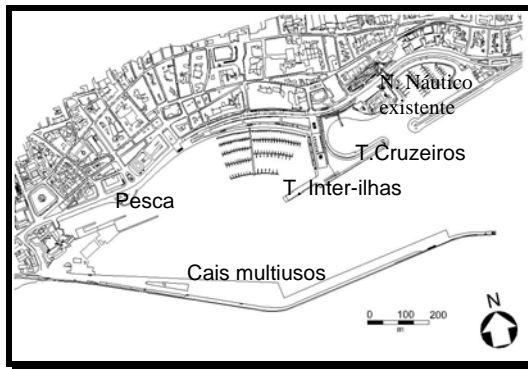 N. Náutico
existente
T.Cruzeiros
T. Inter-ilhas
Pesca
Cais multiusos
0 100 200
m
N